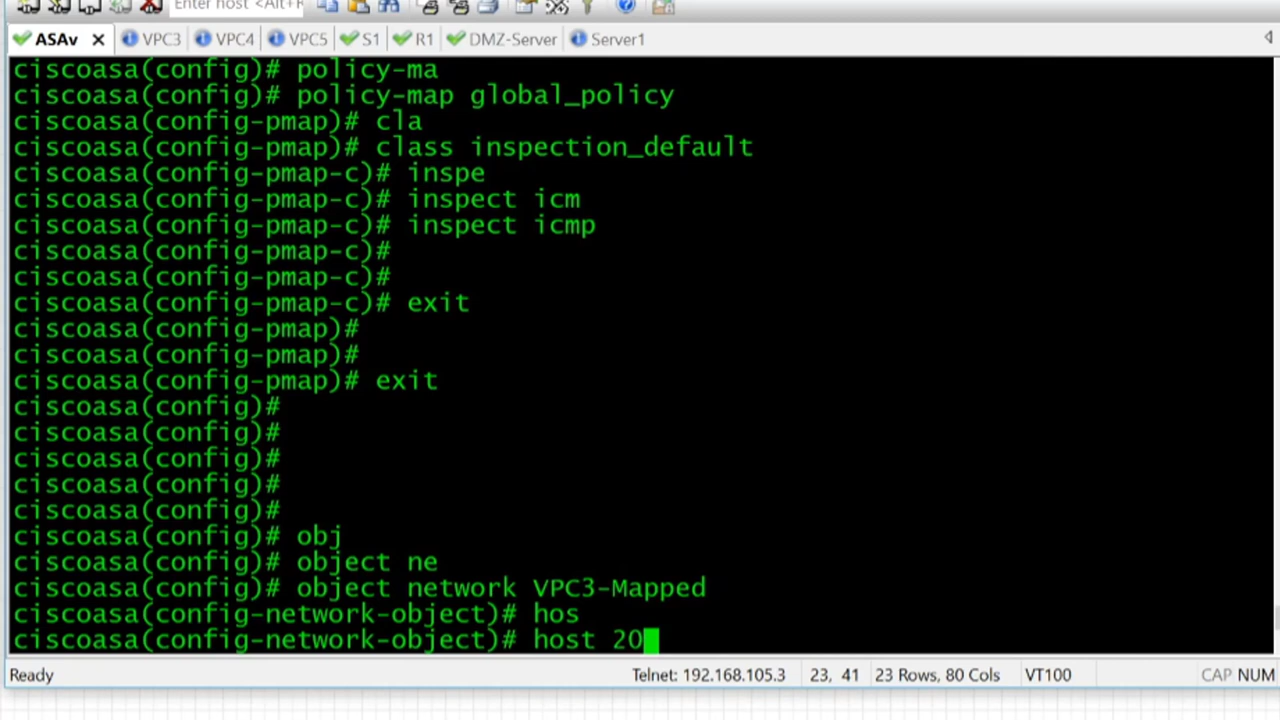 Enter host <Alt+R
ASAv X VPC3 VPC4 VPC5 S1 R1 DMZ-Server Server1
ciscoasa(config)# policy-ma
ciscoasa(config)# policy-map global_policy
ciscoasa(config-pmap)# cla
ciscoasa(config-pmap)# class inspection_default
ciscoasa(config-pmap-c)# inspe
ciscoasa(config-pmap-c)# inspect icm
ciscoasa(config-pmap-c)# inspect icmp
ciscoasa(config-pmap-c)#
ciscoasa(config-pmap-c)#
ciscoasa(config-pmap-c)# exit
ciscoasa(config-pmap)#
ciscoasa(config-pmap)#
ciscoasa(config-pmap)# exit
ciscoasa(config)#
ciscoasa(config)#
ciscoasa(config)#
ciscoasa(config)#
ciscoasa(config)#
ciscoasa(config)# obj
ciscoasa(config)# object ne
ciscoasa(config)# object network VPC3-Mapped
ciscoasa(config-network-object)# hos
ciscoasa(config-network-object)# host 20
Ready Telnet: 192.168.105.3 23, 41 23 Rows, 80 Cols VT100 CAP NUM